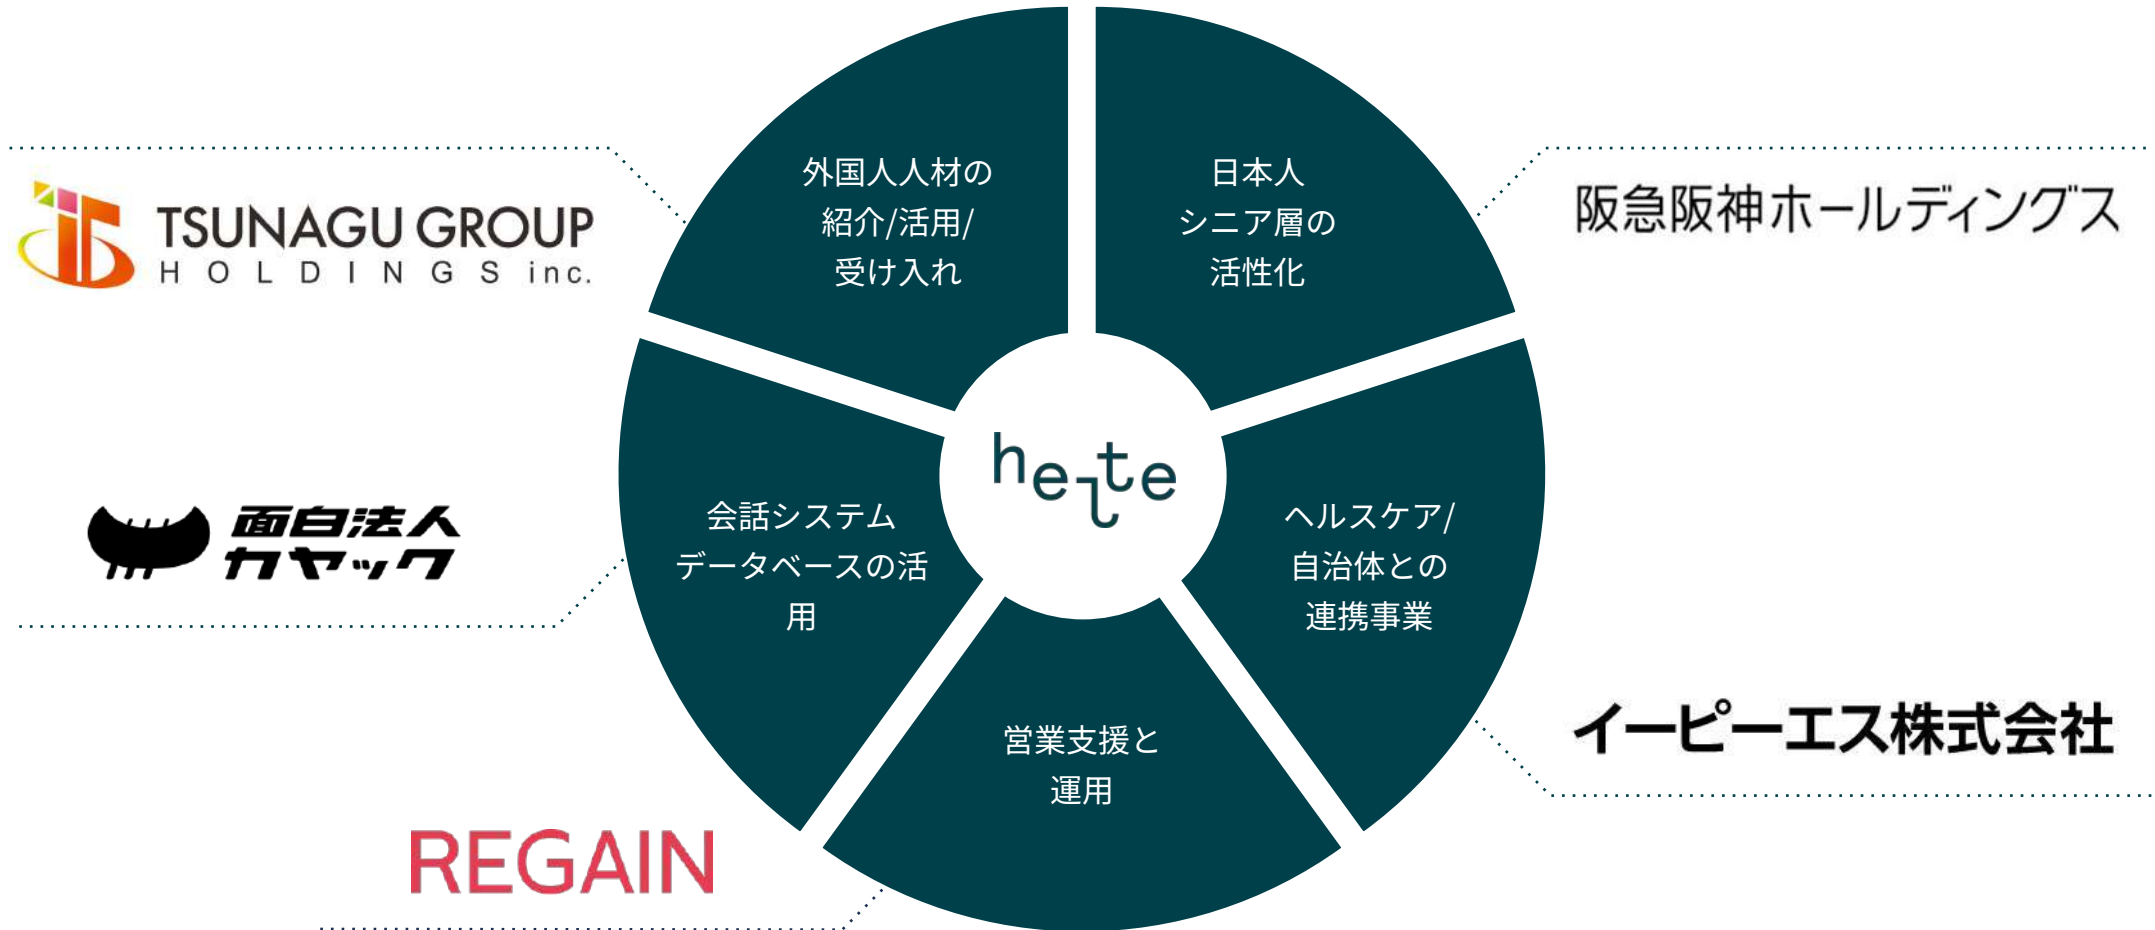 外国人人材の
紹介/活用/
受け入れ
日本人
シニア層の
活性化
TSUNAGU GROUP
HOLDINGS inc.
阪急阪神ホールディングス
helte
会話システム
データベースの活
用
ヘルスケア/
自治体との
連携事業
面白法人
カヤック
営業支援と
運用
イーピーエス株式会社
REGAIN